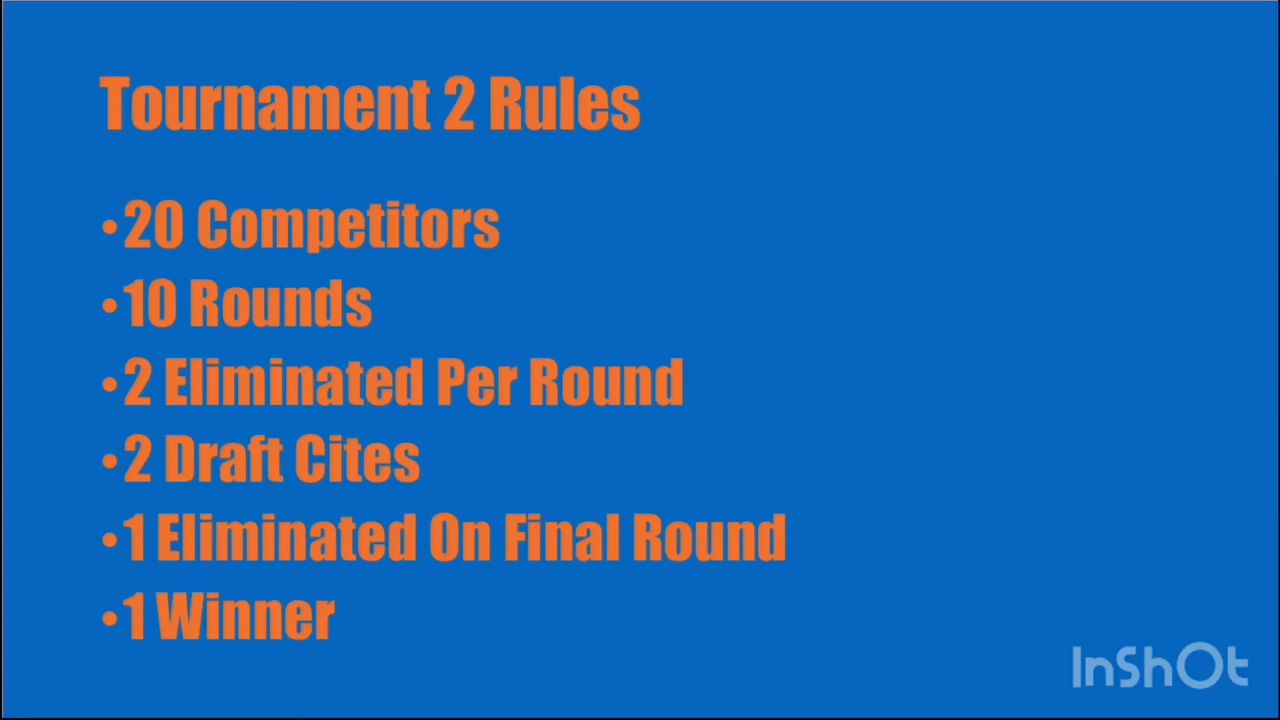 Tournament 2 Rules
•20 Competitors
•10 Rounds
•2 Eliminated Per Round
•2 Draft Cites
•1 Eliminated On Final Round
•1 Winner
InShOt